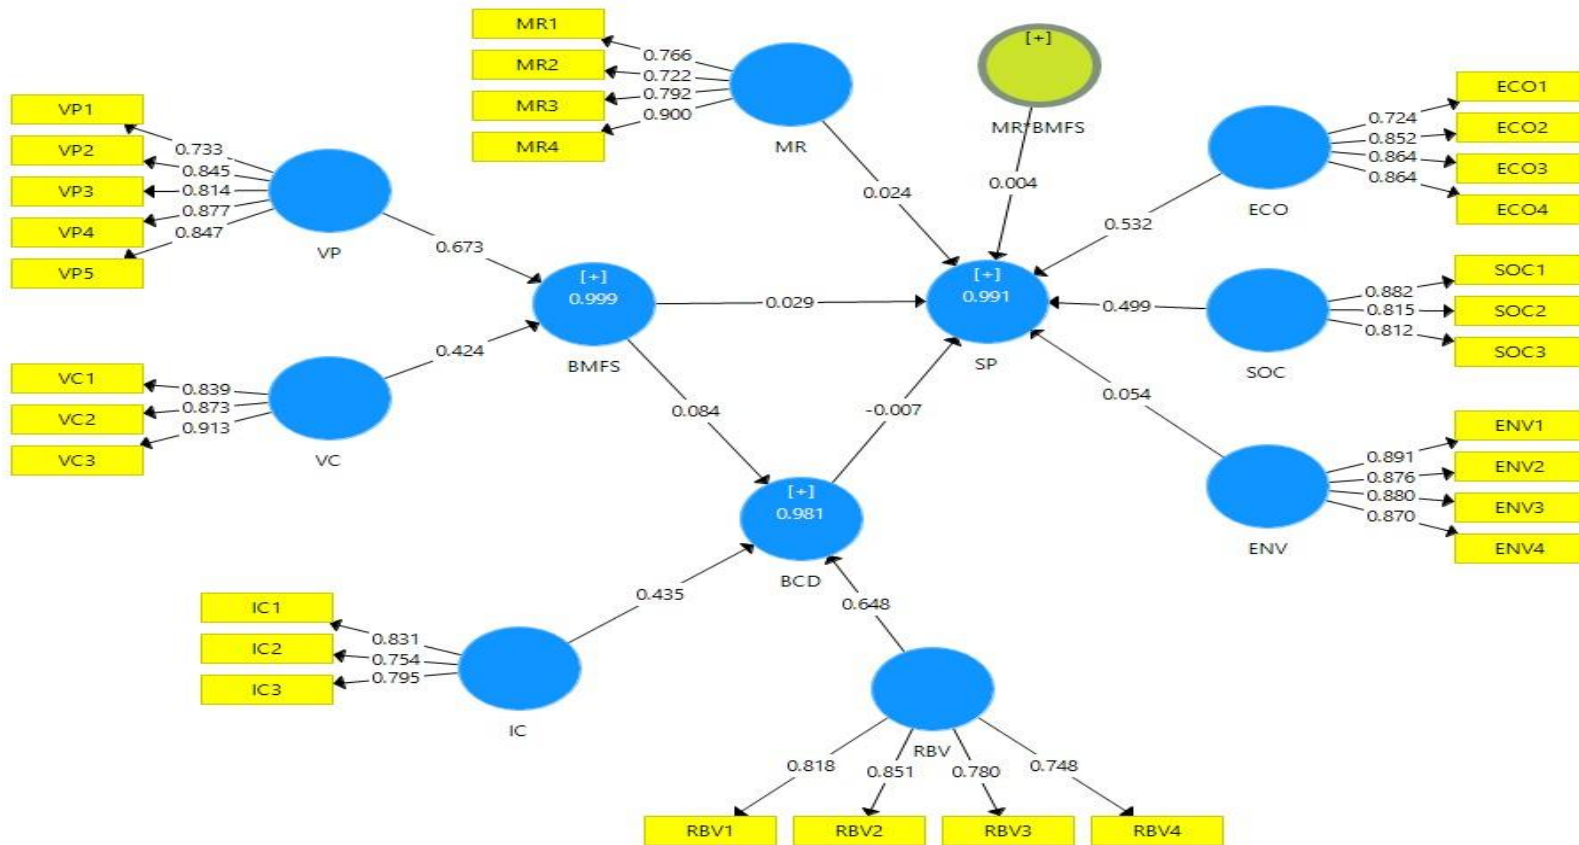 MR1
MR2
MR3
MR4
0.766
0.722
0.792
0.900
MR
[+]
MR*BMFS
0.024
0.004
VP1
VP2
VP3
VP4
VP5
0.733
0.845
0.814
0.877
0.847
VP
0.673
ECO1
ECO2
ECO3
ECO4
0.724
0.852
0.864
0.864
ECO
0.532
[+]
0.999
BMFS
0.029
[+]
0.991
SP
0.499
SOC1
SOC2
SOC3
0.882
0.815
0.812
SOC
VC1
VC2
VC3
0.839
0.873
0.913
VC
0.424
0.084
-0.007
0.054
ENV1
ENV2
ENV3
ENV4
0.891
0.876
0.880
0.870
ENV
[+]
0.981
BCD
IC1
IC2
IC3
0.831
0.754
0.795
IC
0.435
0.648
RBV
0.818
0.851
0.780
0.748
RBV1
RBV2
RBV3
RBV4